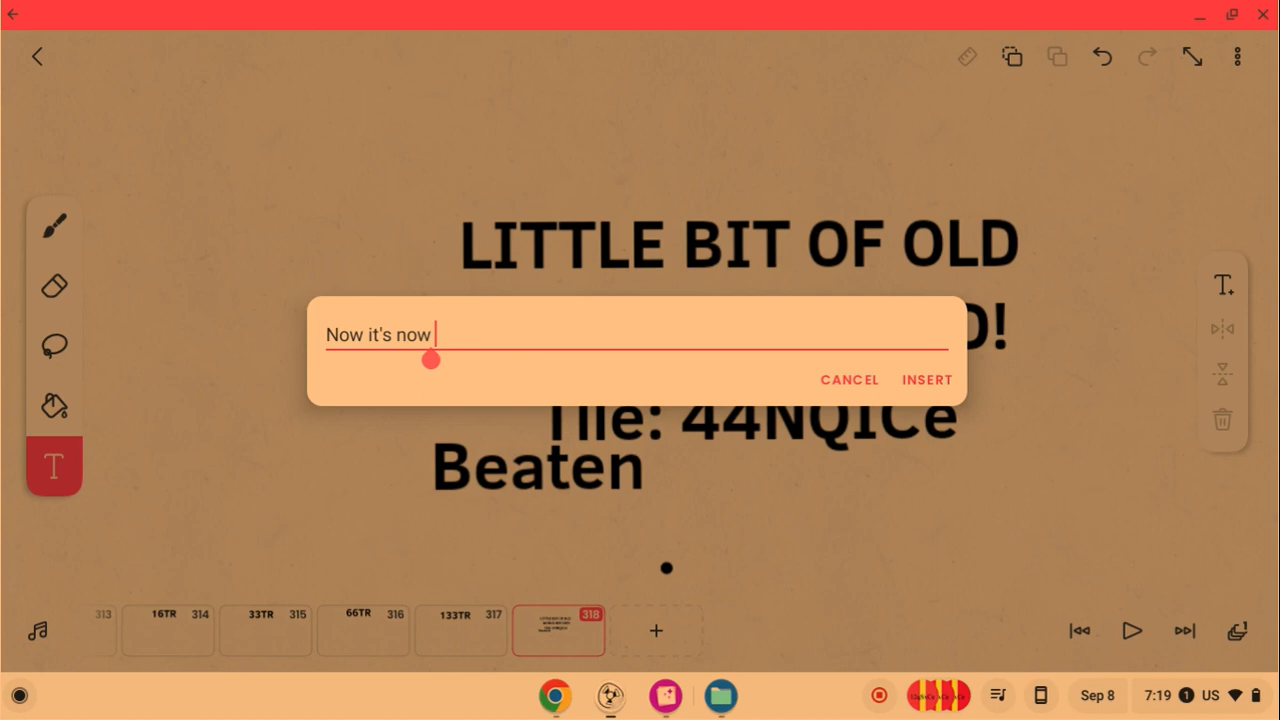 LITTLE BIT OF OLD
D!
Now it's now
CANCEL INSERT
Tile: 44NQICe
Beaten
313 16TR 314 33TR 315 66TR 316 133TR 317 318
Sep 8 7:19 1 US